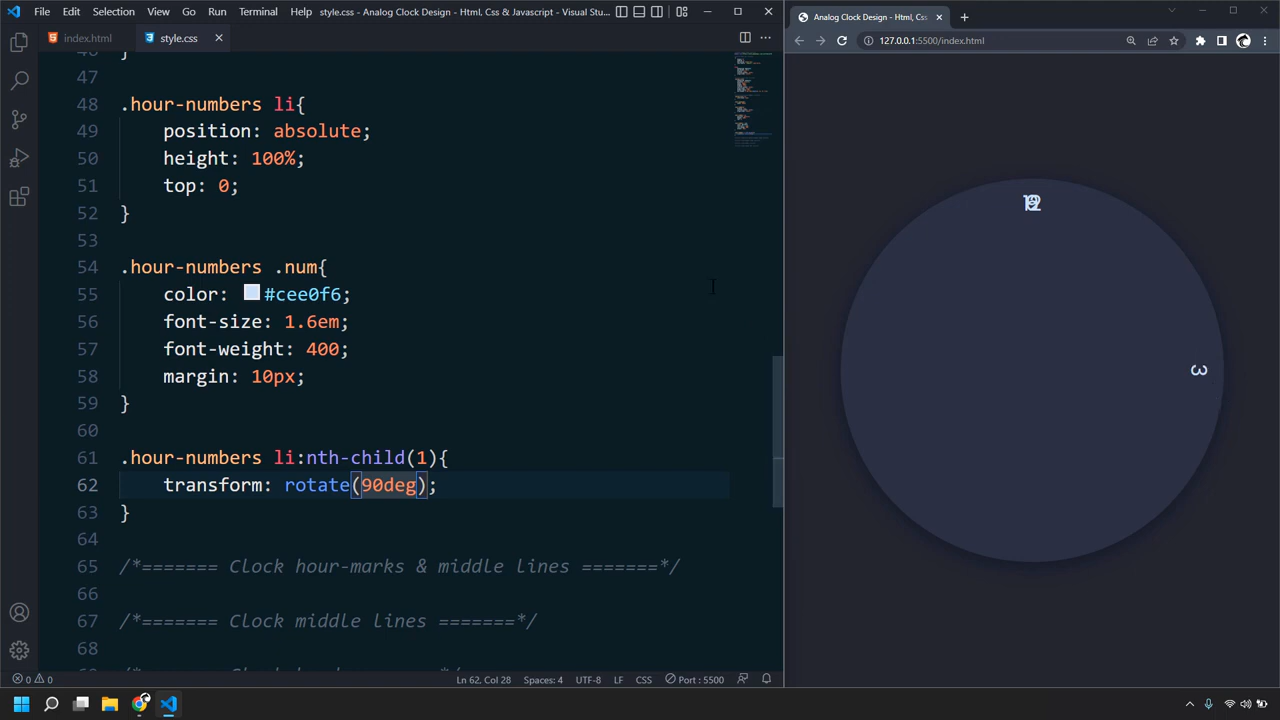 File Edit Selection View Go Run Terminal Help style.css - Analog Clock Design - Html, Css & Javascript - Visual Stu...
index.html style.css
47
48 .hour-numbers li{
49 position: absolute;
50 height: 100%;
51 top: 0;
52 }
53
54 .hour-numbers .num{
55 color: #cee0f6;
56 font-size: 1.6em;
57 font-weight: 400;
58 margin: 10px;
59 }
60
61 .hour-numbers li:nth-child(1){
62 transform: rotate(90deg);
63 }
64
65 /*======= Clock hour-marks & middle lines =======*/
66
67 /*======= Clock middle lines =======*/
68
0 0 Ln 62, Col 28 Spaces: 4 UTF-8 LF CSS Port : 5500
Analog Clock Design - Html, Css
127.0.0.1:5500/index.html
3